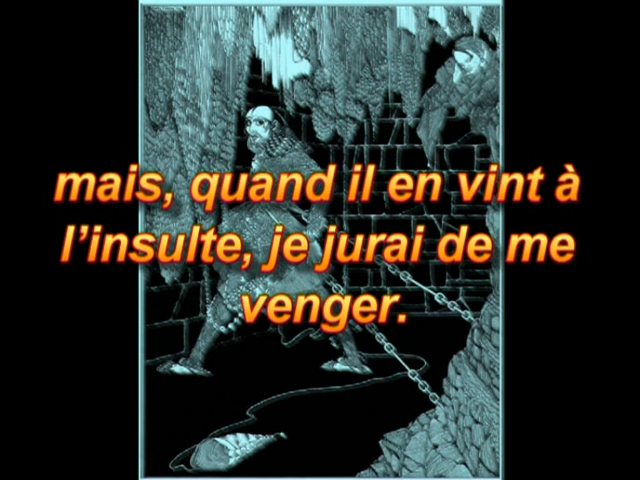 mais, quand il en vint à
l’insulte, je jurai de me
venger.